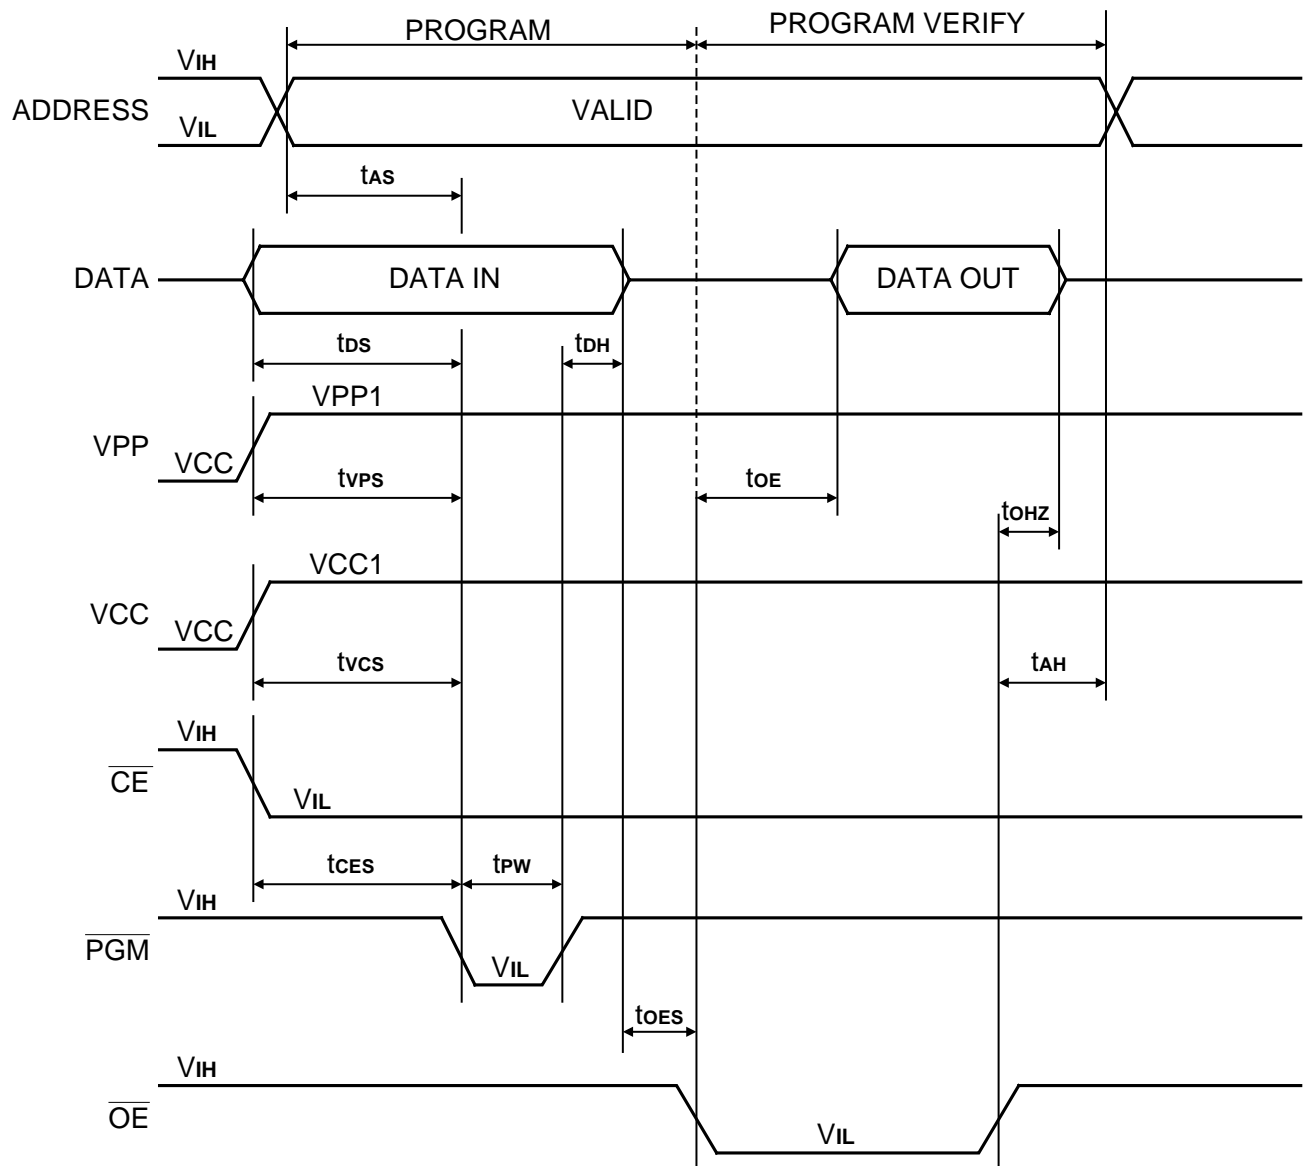 PROGRAM
PROGRAM VERIFY
VIH
ADDRESS
VIL
VALID
tAS
DATA
DATA IN
DATA OUT
tDS
tDH
VPP1
VPP
VCC
tVPS
tOE
tOHZ
VCC1
VCC
VCC
tVCS
tAH
VIH
CE
VIL
tCES
tPW
VIH
PGM
VIL
tOES
VIH
OE
VIL